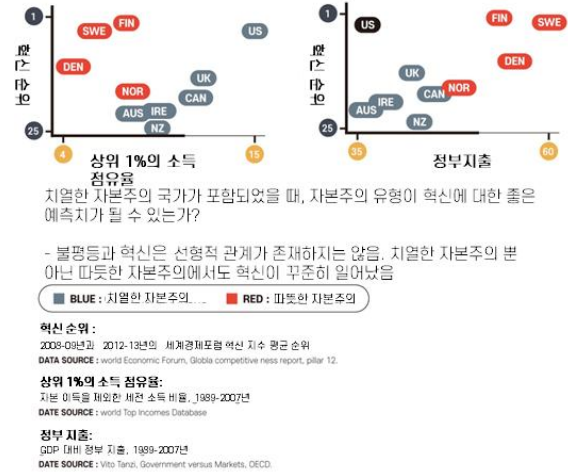 1
FIN
SWE
US
DEN
UK
NOR
CAN
AUS
IRE
NZ
25
혁신 순위
4
15
상위 1%의 소득
점유율
1
US
FIN
SWE
DEN
UK
NOR
CAN
IRE
AUS
NZ
25
혁신 순위
35
60
정부지출
치열한 자본주의 국가가 포함되었을 때, 자본주의 유형이 혁신에 대한 좋은
예측치가 될 수 있는가?
- 불평등과 혁신은 선형적 관계가 존재하지는 않음. 치열한 자본주의 뿐
아닌 따듯한 자본주의에서도 혁신이 꾸준히 일어났음
BLUE : 치열한 자본주의
RED : 따뜻한 자본주의
혁신 순위 :
2008-09년과 2012-13년의 세계경제포럼 혁신 지수 평균 순위
DATA SOURCE : world Economic Forum, Globla competitive ness report, pillar 12.
상위 1%의 소득 점유율:
자본 이득을 제외한 세전 소득 비율, 1989-2007년
DATE SOURCE : world Top Incomes Database
정부 지출:
GDP 대비 정부 지출, 1989-2007년
DATE SOURCE : Vito Tanzi, Government versus Markets, OECD.